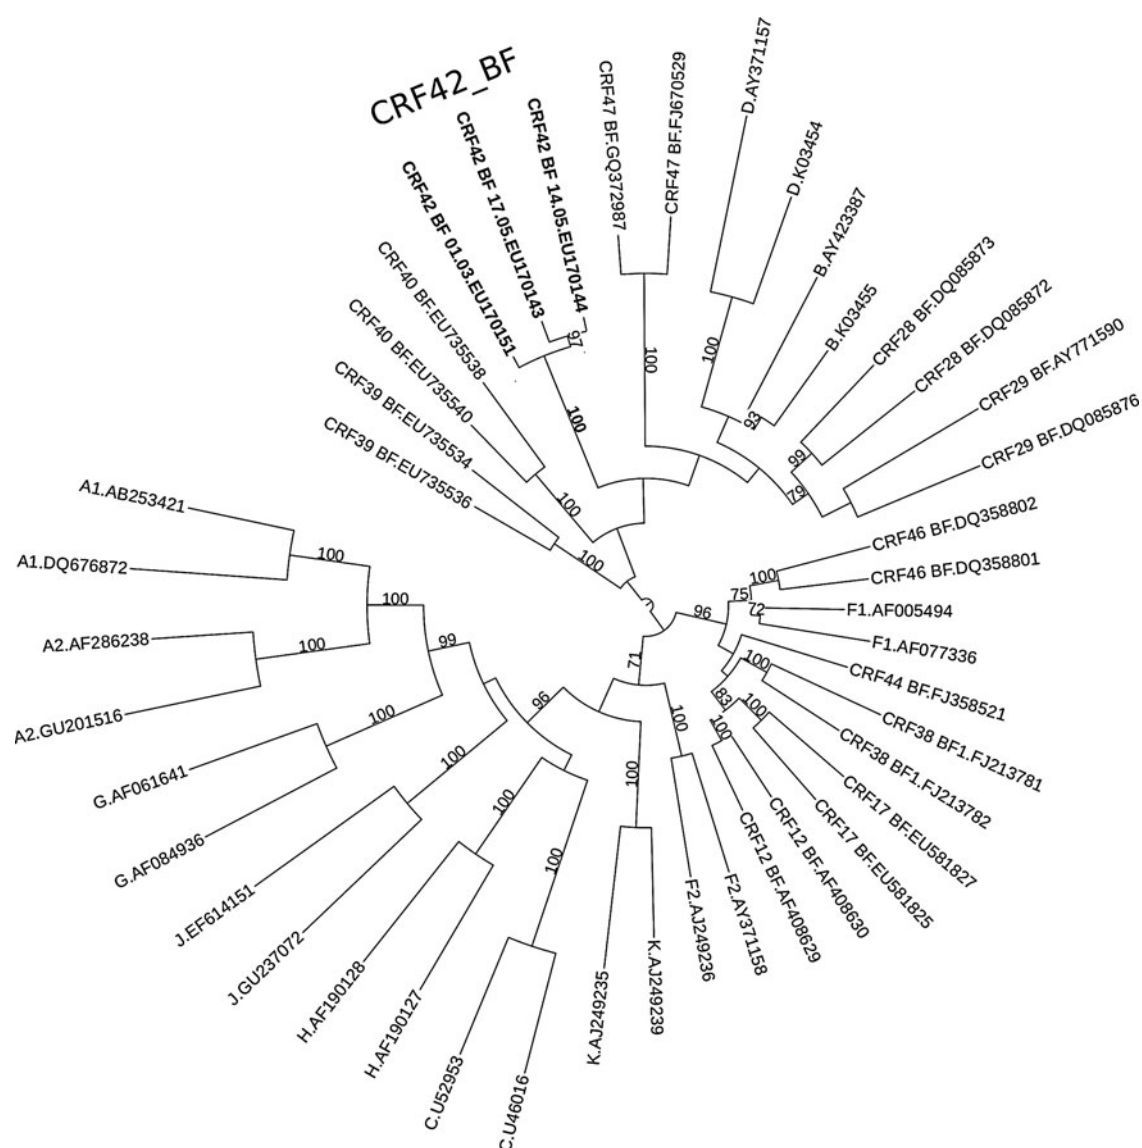 CRF42_BF
CRF42 BF 01.03.EU170151
CRF42 BF 17.05.EU170143
CRF42 BF 14.05.EU170144
CRF47 BF.GQ372987
CRF47 BF.FJ670529
D.AY371157
D.K03454
B.AY423387
B.K03455
CRF28 BF.DQ085873
CRF28 BF.DQ085872
CRF29 BF.AY771590
CRF29 BF.DQ085876
CRF46 BF.DQ358802
CRF46 BF.DQ358801
F1.AF005494
F1.AF077336
CRF44 BF.FJ358521
CRF38 BF1.FJ213781
CRF38 BF1.FJ213782
CRF17 BF.EU581827
CRF17 BF.EU581825
CRF12 BF.AF408630
CRF12 BF.AF408629
F2.AY371158
F2.AJ249236
K.AJ249239
K.AJ249235
C.U46016
C.U52953
H.AF190127
H.AF190128
J.GU237072
J.EF614151
G.AF084936
G.AF061641
A2.GU201516
A2.AF286238
A1.DQ676872
A1.AB253421
CRF39 BF.EU735536
CRF39 BF.EU735534
CRF40 BF.EU735540
CRF40 BF.EU735538
97
100
100
100
93
99
79
100
100
100
75
72
96
100
83
100
100
71
100
100
96
100
100
100
100
99
100
100
100